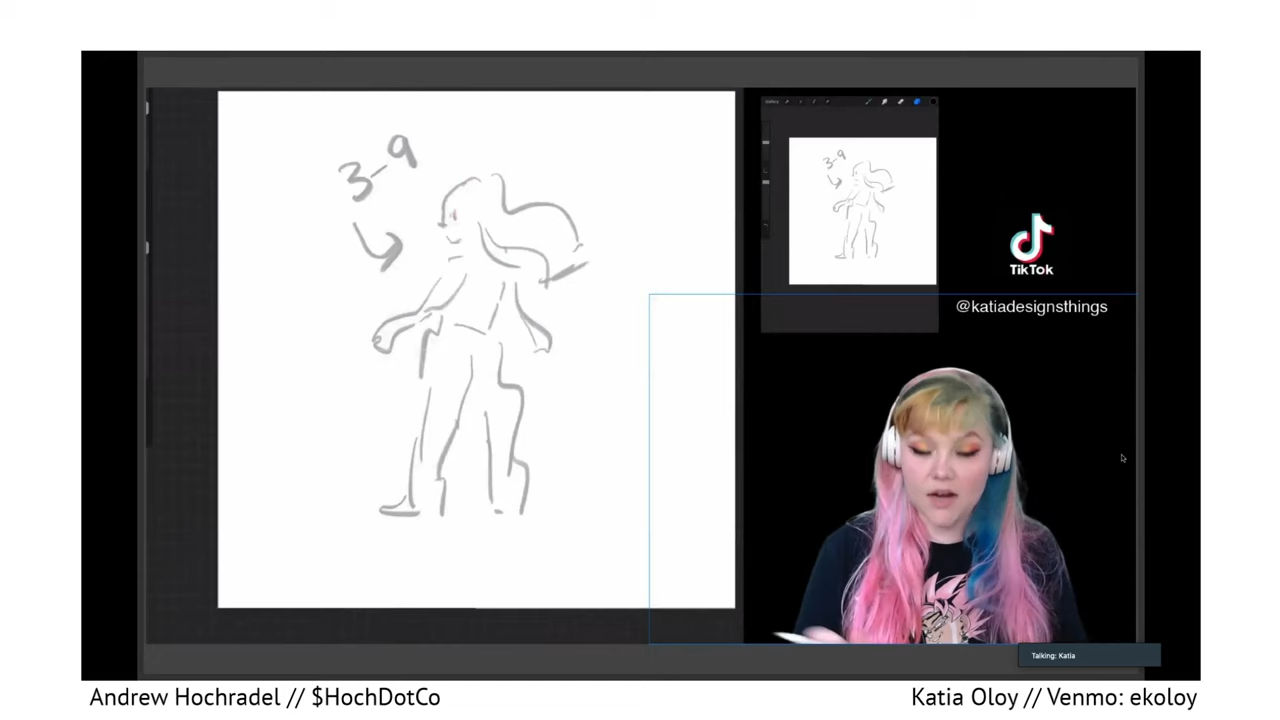 3-9
TikTok
@katiadesignsthings
Talking: Katia
Andrew Hochradel // $HochDotCo
Katia Oloy // Venmo: ekoloy